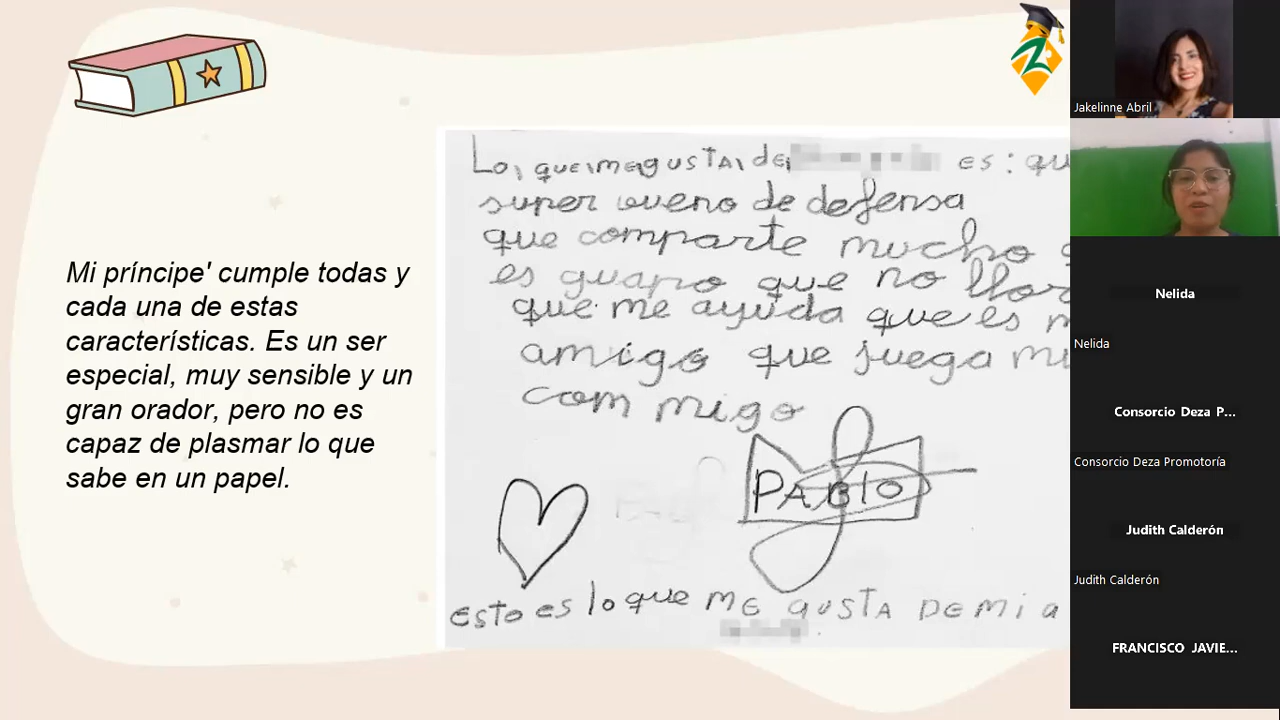 Mi príncipe' cumple todas y
cada una de estas
características. Es un ser
especial, muy sensible y un
gran orador, pero no es
capaz de plasmar lo que
sabe en un papel.
Lo que me gusta de es: qu
super vueno de defensa
que comparte mucho
es guapo que no llor
que me ayuda que es m
amigo que juega mu
com migo
PABlO
esto es lo que ME GUSTA DE MI a
Jakelinne Abril
Nelida
Nelida
Consorcio Deza P...
Consorcio Deza Promotoría
Judith Calderón
Judith Calderón
FRANCISCO JAVIE...